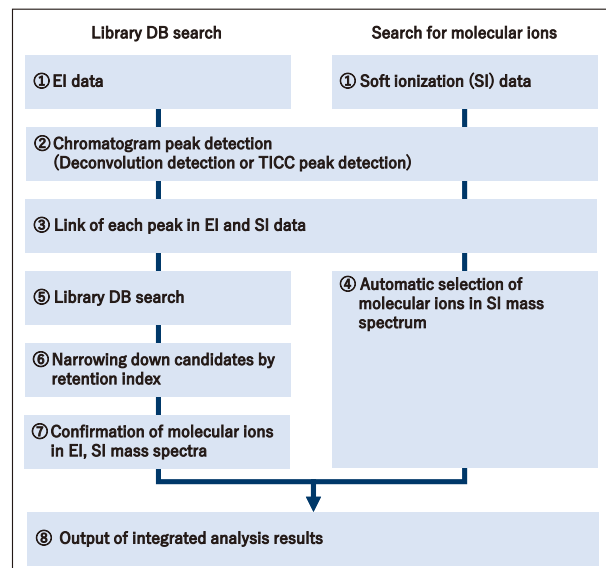 Library DB search
Search for molecular ions
① EI data
① Soft ionization (SI) data
② Chromatogram peak detection
(Deconvolution detection or TICC peak detection)
③ Link of each peak in EI and SI data
④ Automatic selection of
molecular ions in SI mass
spectrum
⑤ Library DB search
⑥ Narrowing down candidates by
retention index
⑦ Confirmation of molecular ions
in EI, SI mass spectra
⑧ Output of integrated analysis results